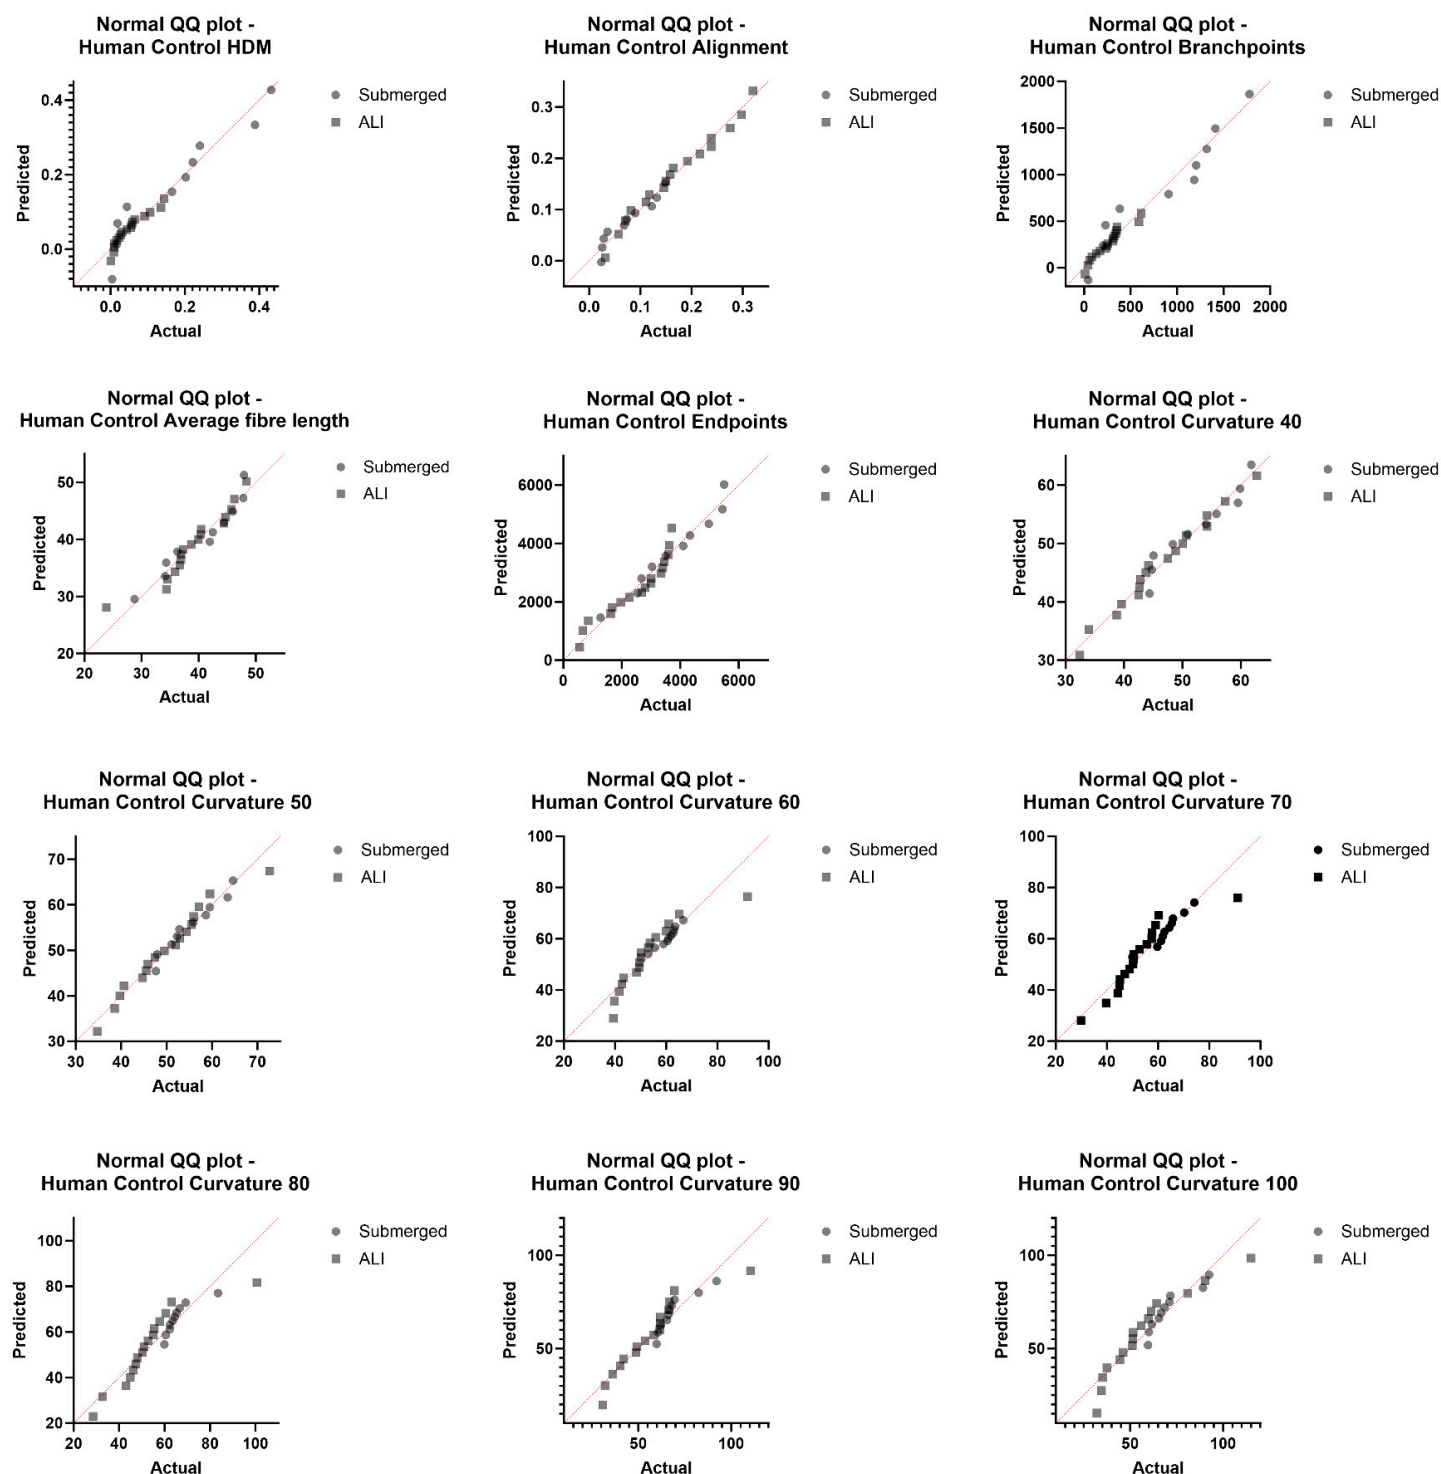 Normal QQ plot -
Human Control HDM
Predicted
0.4
0.2
0.0
0.0 0.2 0.4
Actual
Submerged
ALI
Normal QQ plot -
Human Control Alignment
Predicted
0.3
0.2
0.1
0.0
0.0 0.1 0.2 0.3
Actual
Submerged
ALI
Normal QQ plot -
Human Control Branchpoints
Predicted
2000
1500
1000
500
0
0 500 1000 1500 2000
Actual
Submerged
ALI
Normal QQ plot -
Human Control Average fibre length
Predicted
50
40
30
20
20 30 40 50
Actual
Submerged
ALI
Normal QQ plot -
Human Control Endpoints
Predicted
6000
4000
2000
0
0 2000 4000 6000
Actual
Submerged
ALI
Normal QQ plot -
Human Control Curvature 40
Predicted
60
50
40
30
30 40 50 60
Actual
Submerged
ALI
Normal QQ plot -
Human Control Curvature 50
Predicted
70
60
50
40
30
30 40 50 60 70
Actual
Submerged
ALI
Normal QQ plot -
Human Control Curvature 60
Predicted
100
80
60
40
20
20 40 60 80 100
Actual
Submerged
ALI
Normal QQ plot -
Human Control Curvature 70
Predicted
100
80
60
40
20
20 40 60 80 100
Actual
Submerged
ALI
Normal QQ plot -
Human Control Curvature 80
Predicted
100
80
60
40
20
20 40 60 80 100
Actual
Submerged
ALI
Normal QQ plot -
Human Control Curvature 90
Predicted
100
50
50 100
Actual
Submerged
ALI
Normal QQ plot -
Human Control Curvature 100
Predicted
100
50
50 100
Actual
Submerged
ALI